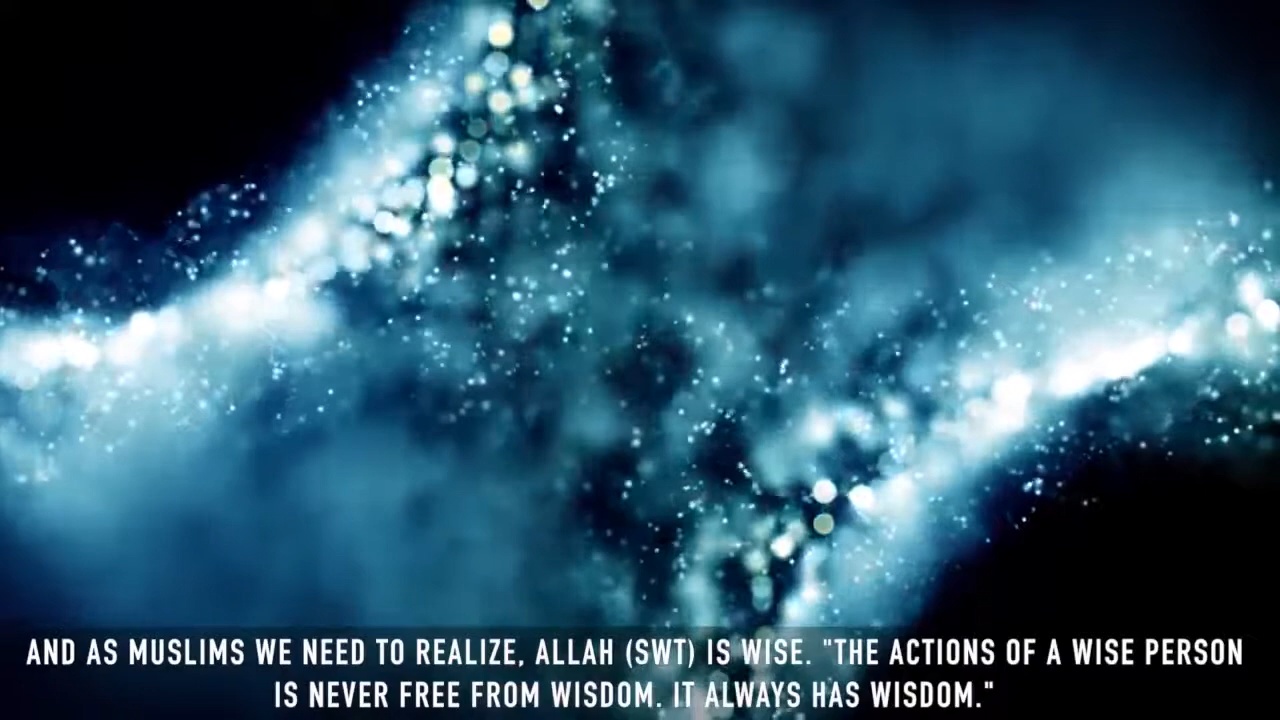 AND AS MUSLIMS WE NEED TO REALIZE, ALLAH (SWT) IS WISE. "THE ACTIONS OF A WISE PERSON
IS NEVER FREE FROM WISDOM. IT ALWAYS HAS WISDOM."